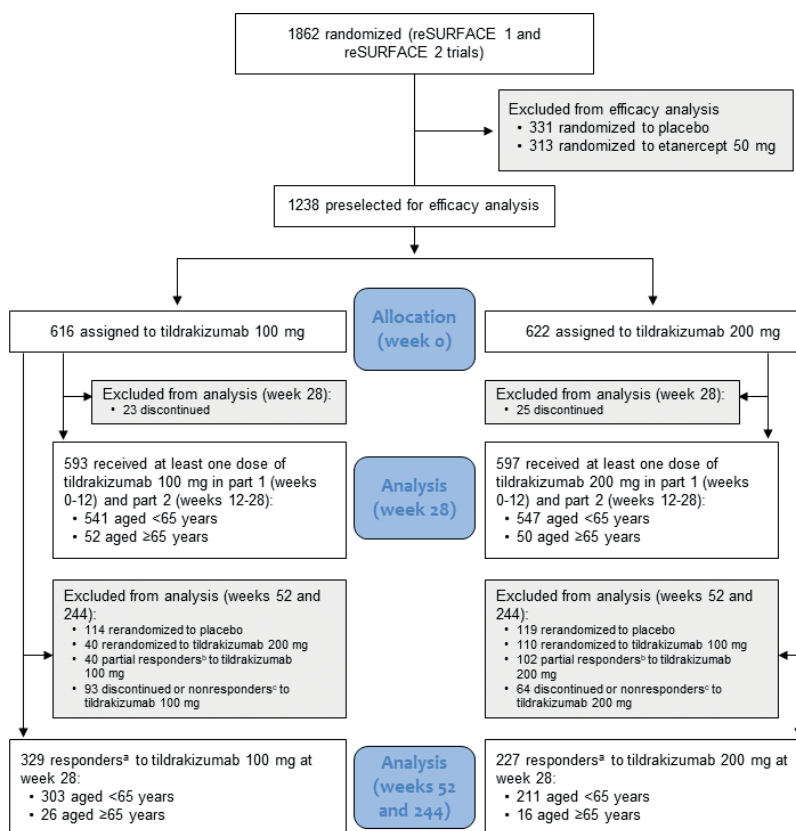 1862 randomized (reSURFACE 1 and
reSURFACE 2 trials)
Excluded from efficacy analysis
• 331 randomized to placebo
• 313 randomized to etanercept 50 mg
1238 preselected for efficacy analysis
Allocation
(week 0)
616 assigned to tildrakizumab 100 mg
622 assigned to tildrakizumab 200 mg
Excluded from analysis (week 28):
• 23 discontinued
Excluded from analysis (week 28):
• 25 discontinued
593 received at least one dose of
tildrakizumab 100 mg in part 1 (weeks
0-12) and part 2 (weeks 12-28):
• 541 aged <65 years
• 52 aged ≥65 years
Analysis
(week 28)
597 received at least one dose of
tildrakizumab 200 mg in part 1 (weeks
0-12) and part 2 (weeks 12-28):
• 547 aged <65 years
• 50 aged ≥65 years
Excluded from analysis (weeks 52 and
244):
• 114 rerandomized to placebo
• 40 rerandomized to tildrakizumab 200 mg
• 40 partial respondersᵇ to tildrakizumab
100 mg
• 93 discontinued or nonrespondersᶜ to
tildrakizumab 100 mg
Excluded from analysis (weeks 52 and
244):
• 119 rerandomized to placebo
• 110 rerandomized to tildrakizumab 100 mg
• 102 partial respondersᵇ to tildrakizumab
200 mg
• 64 discontinued or nonrespondersᶜ to
tildrakizumab 200 mg
329 respondersᵃ to tildrakizumab 100 mg at
week 28:
• 303 aged <65 years
• 26 aged ≥65 years
Analysis
(weeks 52
and 244)
227 respondersᵃ to tildrakizumab 200 mg at
week 28:
• 211 aged <65 years
• 16 aged ≥65 years